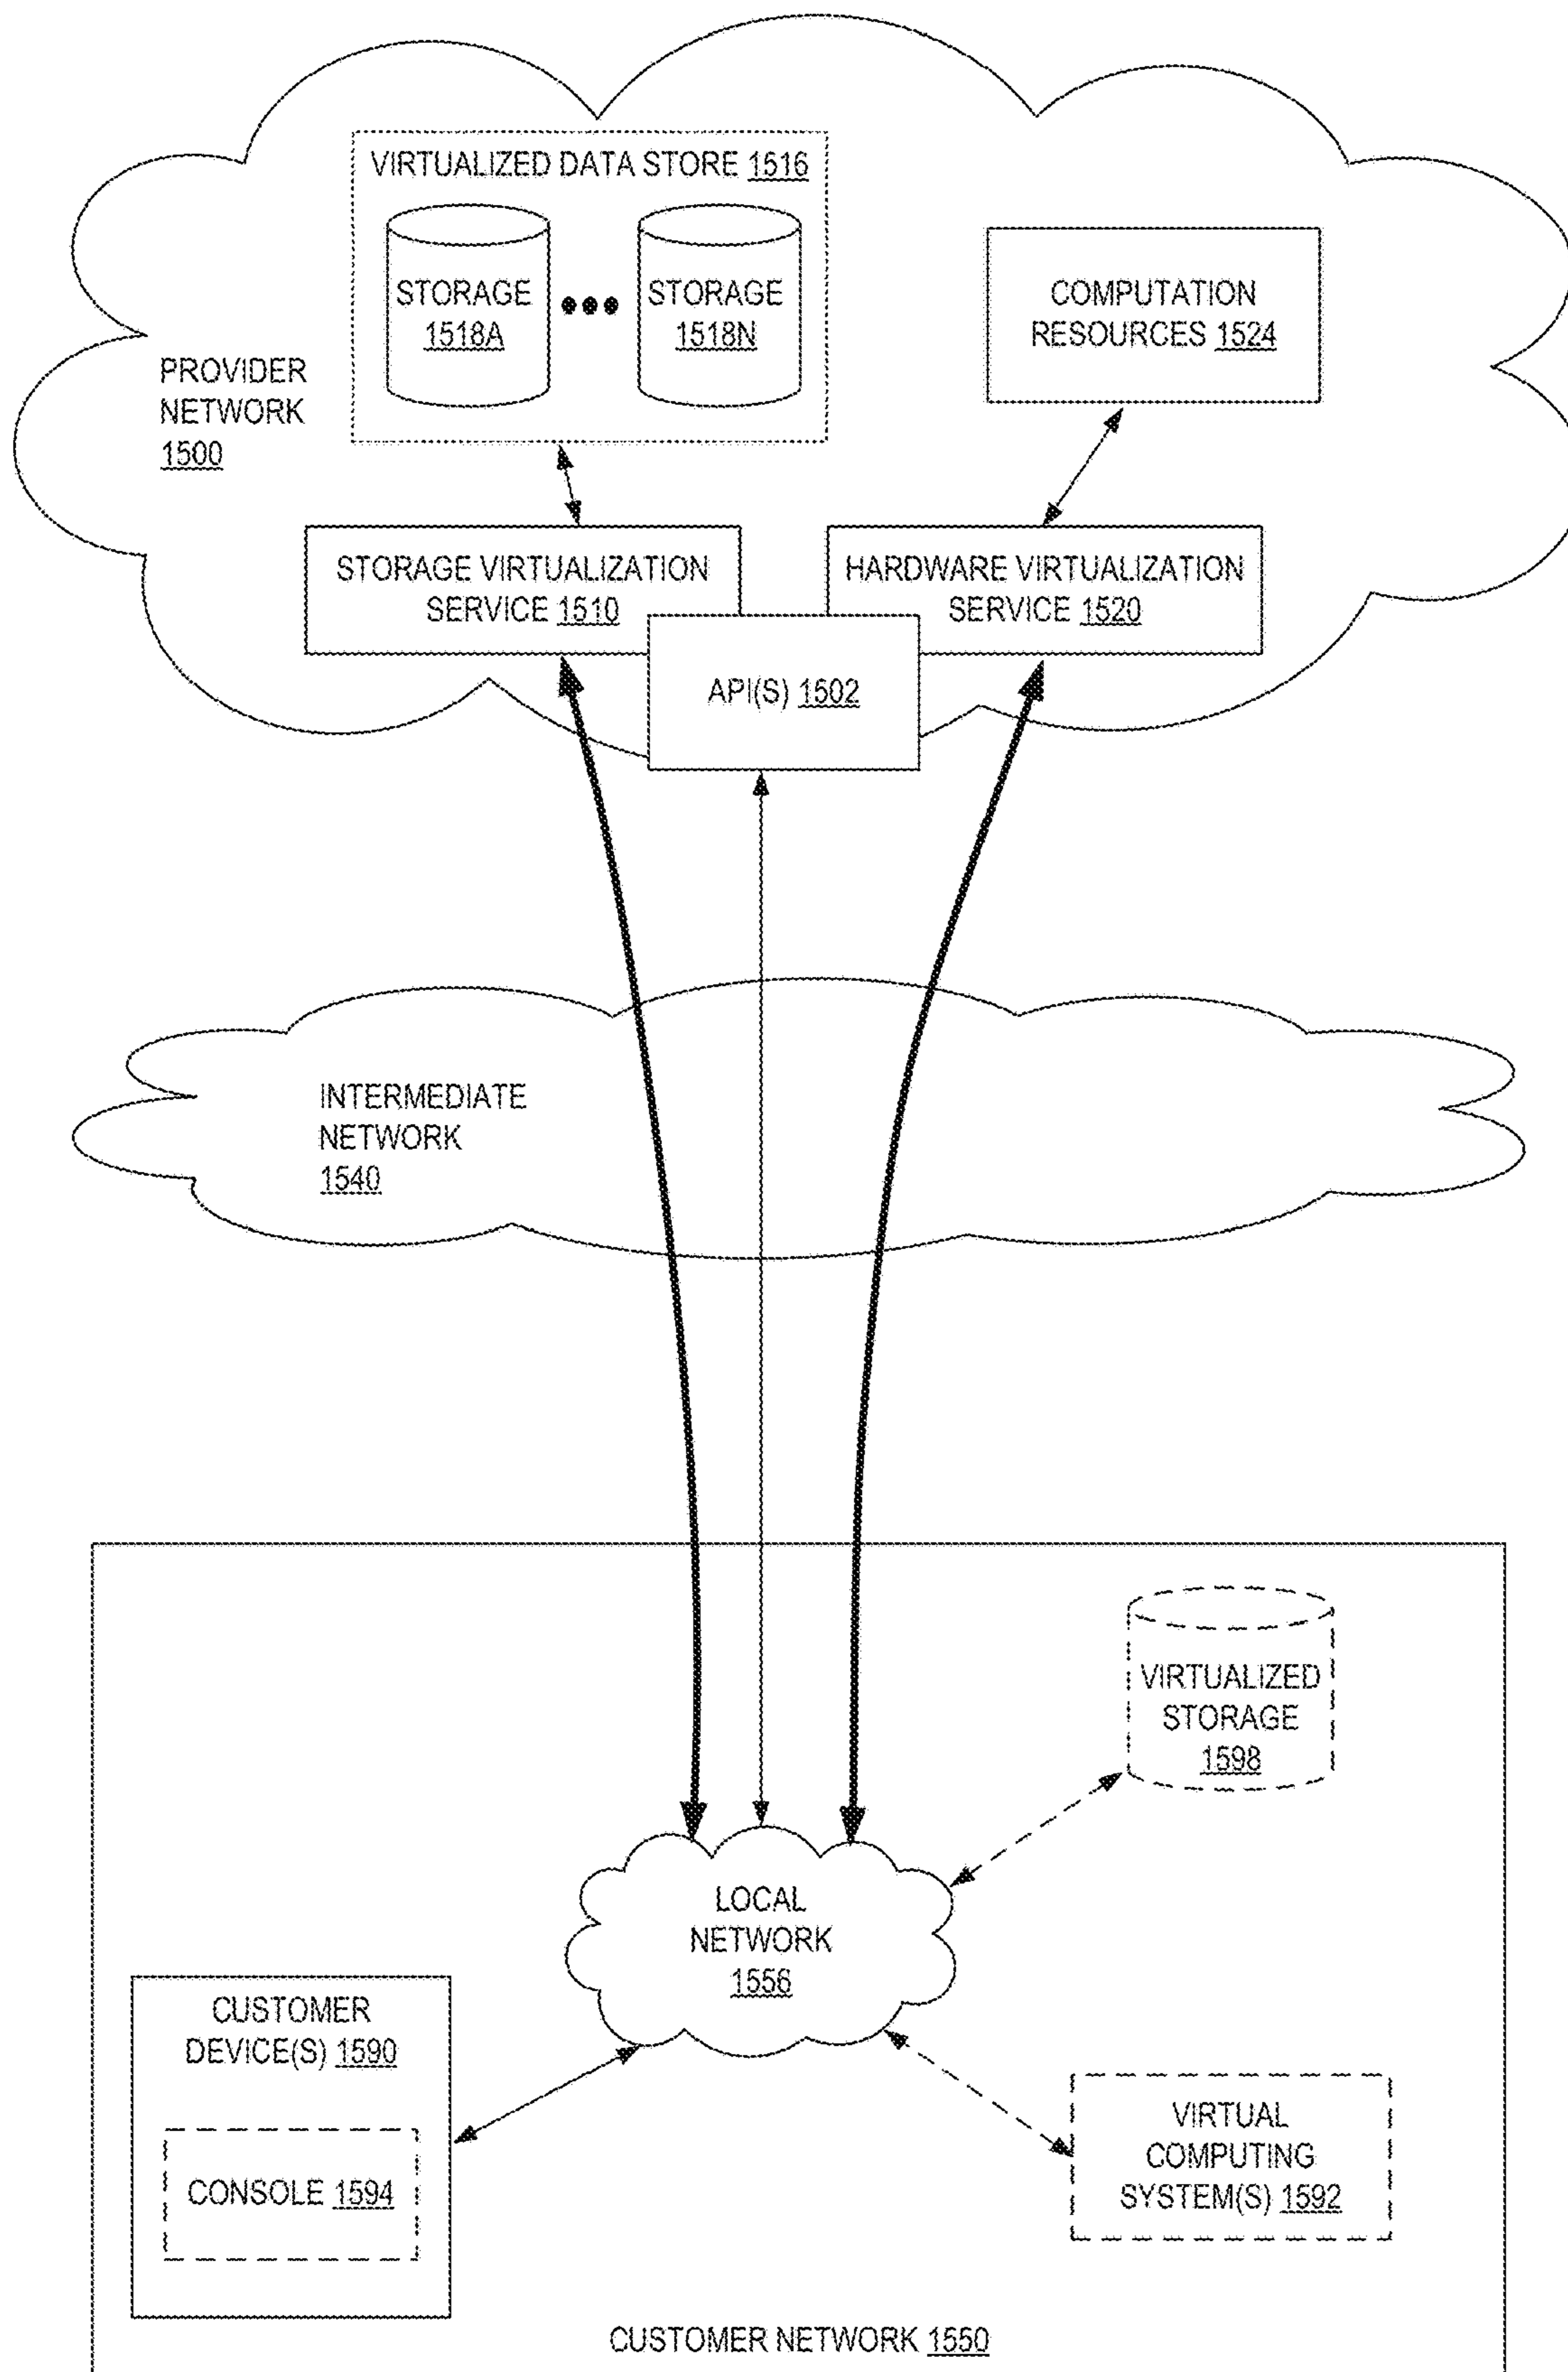 VIRTUALIZED DATA STORE 1516
STORAGE
1518A
STORAGE
1518N
COMPUTATION
RESOURCES 1524
PROVIDER
NETWORK
1500
STORAGE VIRTUALIZATION
SERVICE 1510
HARDWARE VIRTUALIZATION
SERVICE 1520
API(S) 1502
INTERMEDIATE
NETWORK
1540
VIRTUALIZED
STORAGE
1598
LOCAL
NETWORK
1556
CUSTOMER
DEVICE(S) 1590
CONSOLE 1594
VIRTUAL
COMPUTING
SYSTEM(S) 1592
CUSTOMER NETWORK 1550